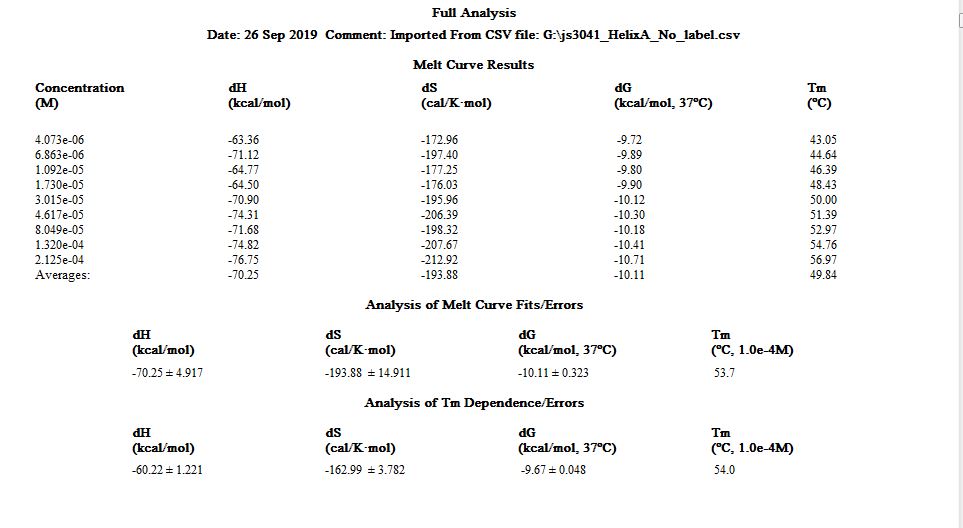 Full Analysis
Date: 26 Sep 2019 Comment: Imported From CSV file: G:\js3041_HelixA_No_label.csv
Melt Curve Results
Concentration dH dS dG Tm
(M) (kcal/mol) (cal/K·mol) (kcal/mol, 37ºC) (ºC)
4.073e-06 -63.36 -172.96 -9.72 43.05
6.863e-06 -71.12 -197.40 -9.89 44.64
1.092e-05 -64.77 -177.25 -9.80 46.39
1.730e-05 -64.50 -176.03 -9.90 48.43
3.015e-05 -70.90 -195.96 -10.12 50.00
4.617e-05 -74.31 -206.39 -10.30 51.39
8.049e-05 -71.68 -198.32 -10.18 52.97
1.320e-04 -74.82 -207.67 -10.41 54.76
2.125e-04 -76.75 -212.92 -10.71 56.97
Averages: -70.25 -193.88 -10.11 49.84
Analysis of Melt Curve Fits/Errors
dH dS dG Tm
(kcal/mol) (cal/K·mol) (kcal/mol, 37ºC) (ºC, 1.0e-4M)
-70.25 ± 4.917 -193.88 ± 14.911 -10.11 ± 0.323 53.7
Analysis of Tm Dependence/Errors
dH dS dG Tm
(kcal/mol) (cal/K·mol) (kcal/mol, 37ºC) (ºC, 1.0e-4M)
-60.22 ± 1.221 -162.99 ± 3.782 -9.67 ± 0.048 54.0